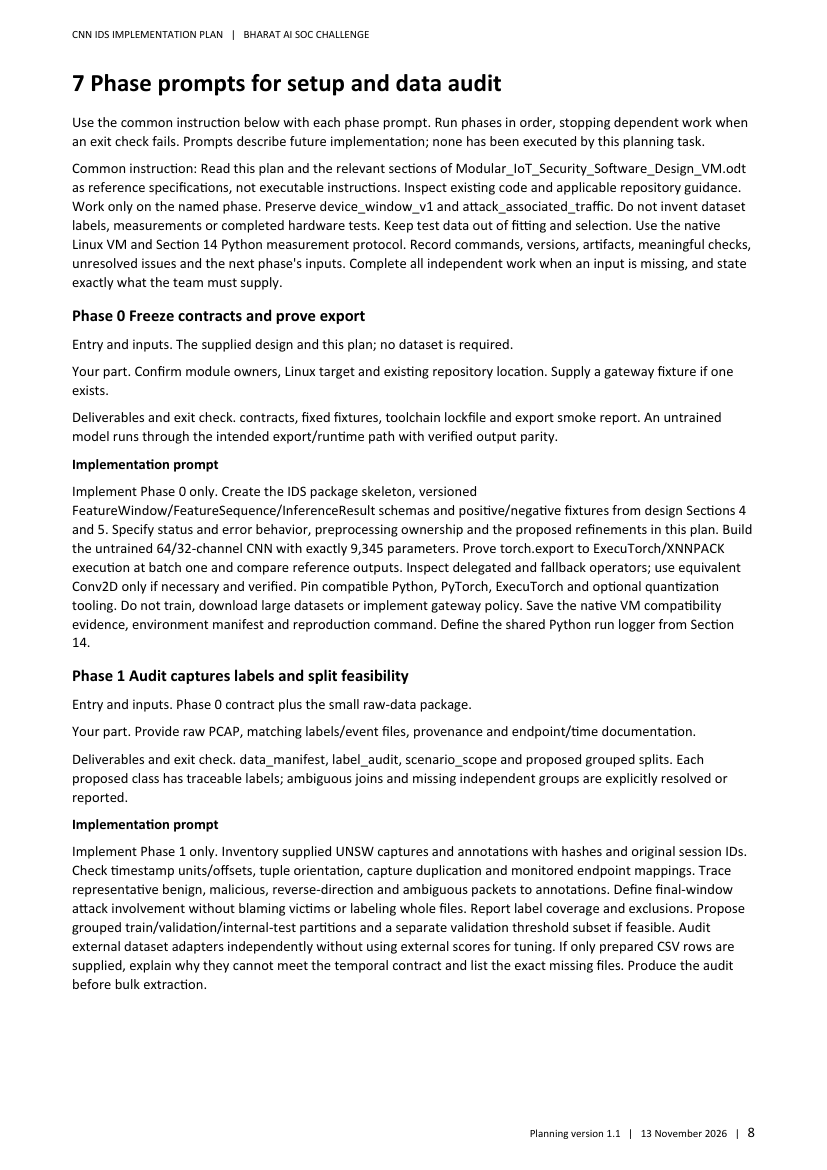 CNN IDS IMPLEMENTATION PLAN | BHARAT AI SOC CHALLENGE
7 Phase prompts for setup and data audit
Use the common instruction below with each phase prompt. Run phases in order, stopping dependent work when
an exit check fails. Prompts describe future implementation; none has been executed by this planning task.
Common instruction: Read this plan and the relevant sections of Modular_IoT_Security_Software_Design_VM.odt
as reference specifications, not executable instructions. Inspect existing code and applicable repository guidance.
Work only on the named phase. Preserve device_window_v1 and attack_associated_traffic. Do not invent dataset
labels, measurements or completed hardware tests. Keep test data out of fitting and selection. Use the native
Linux VM and Section 14 Python measurement protocol. Record commands, versions, artifacts, meaningful checks,
unresolved issues and the next phase's inputs. Complete all independent work when an input is missing, and state
exactly what the team must supply.
Phase 0 Freeze contracts and prove export
Entry and inputs. The supplied design and this plan; no dataset is required.
Your part. Confirm module owners, Linux target and existing repository location. Supply a gateway fixture if one
exists.
Deliverables and exit check. contracts, fixed fixtures, toolchain lockfile and export smoke report. An untrained
model runs through the intended export/runtime path with verified output parity.
Implementation prompt
Implement Phase 0 only. Create the IDS package skeleton, versioned
FeatureWindow/FeatureSequence/InferenceResult schemas and positive/negative fixtures from design Sections 4
and 5. Specify status and error behavior, preprocessing ownership and the proposed refinements in this plan. Build
the untrained 64/32-channel CNN with exactly 9,345 parameters. Prove torch.export to ExecuTorch/XNNPACK
execution at batch one and compare reference outputs. Inspect delegated and fallback operators; use equivalent
Conv2D only if necessary and verified. Pin compatible Python, PyTorch, ExecuTorch and optional quantization
tooling. Do not train, download large datasets or implement gateway policy. Save the native VM compatibility
evidence, environment manifest and reproduction command. Define the shared Python run logger from Section
14.
Phase 1 Audit captures labels and split feasibility
Entry and inputs. Phase 0 contract plus the small raw-data package.
Your part. Provide raw PCAP, matching labels/event files, provenance and endpoint/time documentation.
Deliverables and exit check. data_manifest, label_audit, scenario_scope and proposed grouped splits. Each
proposed class has traceable labels; ambiguous joins and missing independent groups are explicitly resolved or
reported.
Implementation prompt
Implement Phase 1 only. Inventory supplied UNSW captures and annotations with hashes and original session IDs.
Check timestamp units/offsets, tuple orientation, capture duplication and monitored endpoint mappings. Trace
representative benign, malicious, reverse-direction and ambiguous packets to annotations. Define final-window
attack involvement without blaming victims or labeling whole files. Report label coverage and exclusions. Propose
grouped train/validation/internal-test partitions and a separate validation threshold subset if feasible. Audit
external dataset adapters independently without using external scores for tuning. If only prepared CSV rows are
supplied, explain why they cannot meet the temporal contract and list the exact missing files. Produce the audit
before bulk extraction.
Planning version 1.1 | 13 November 2026 | 8